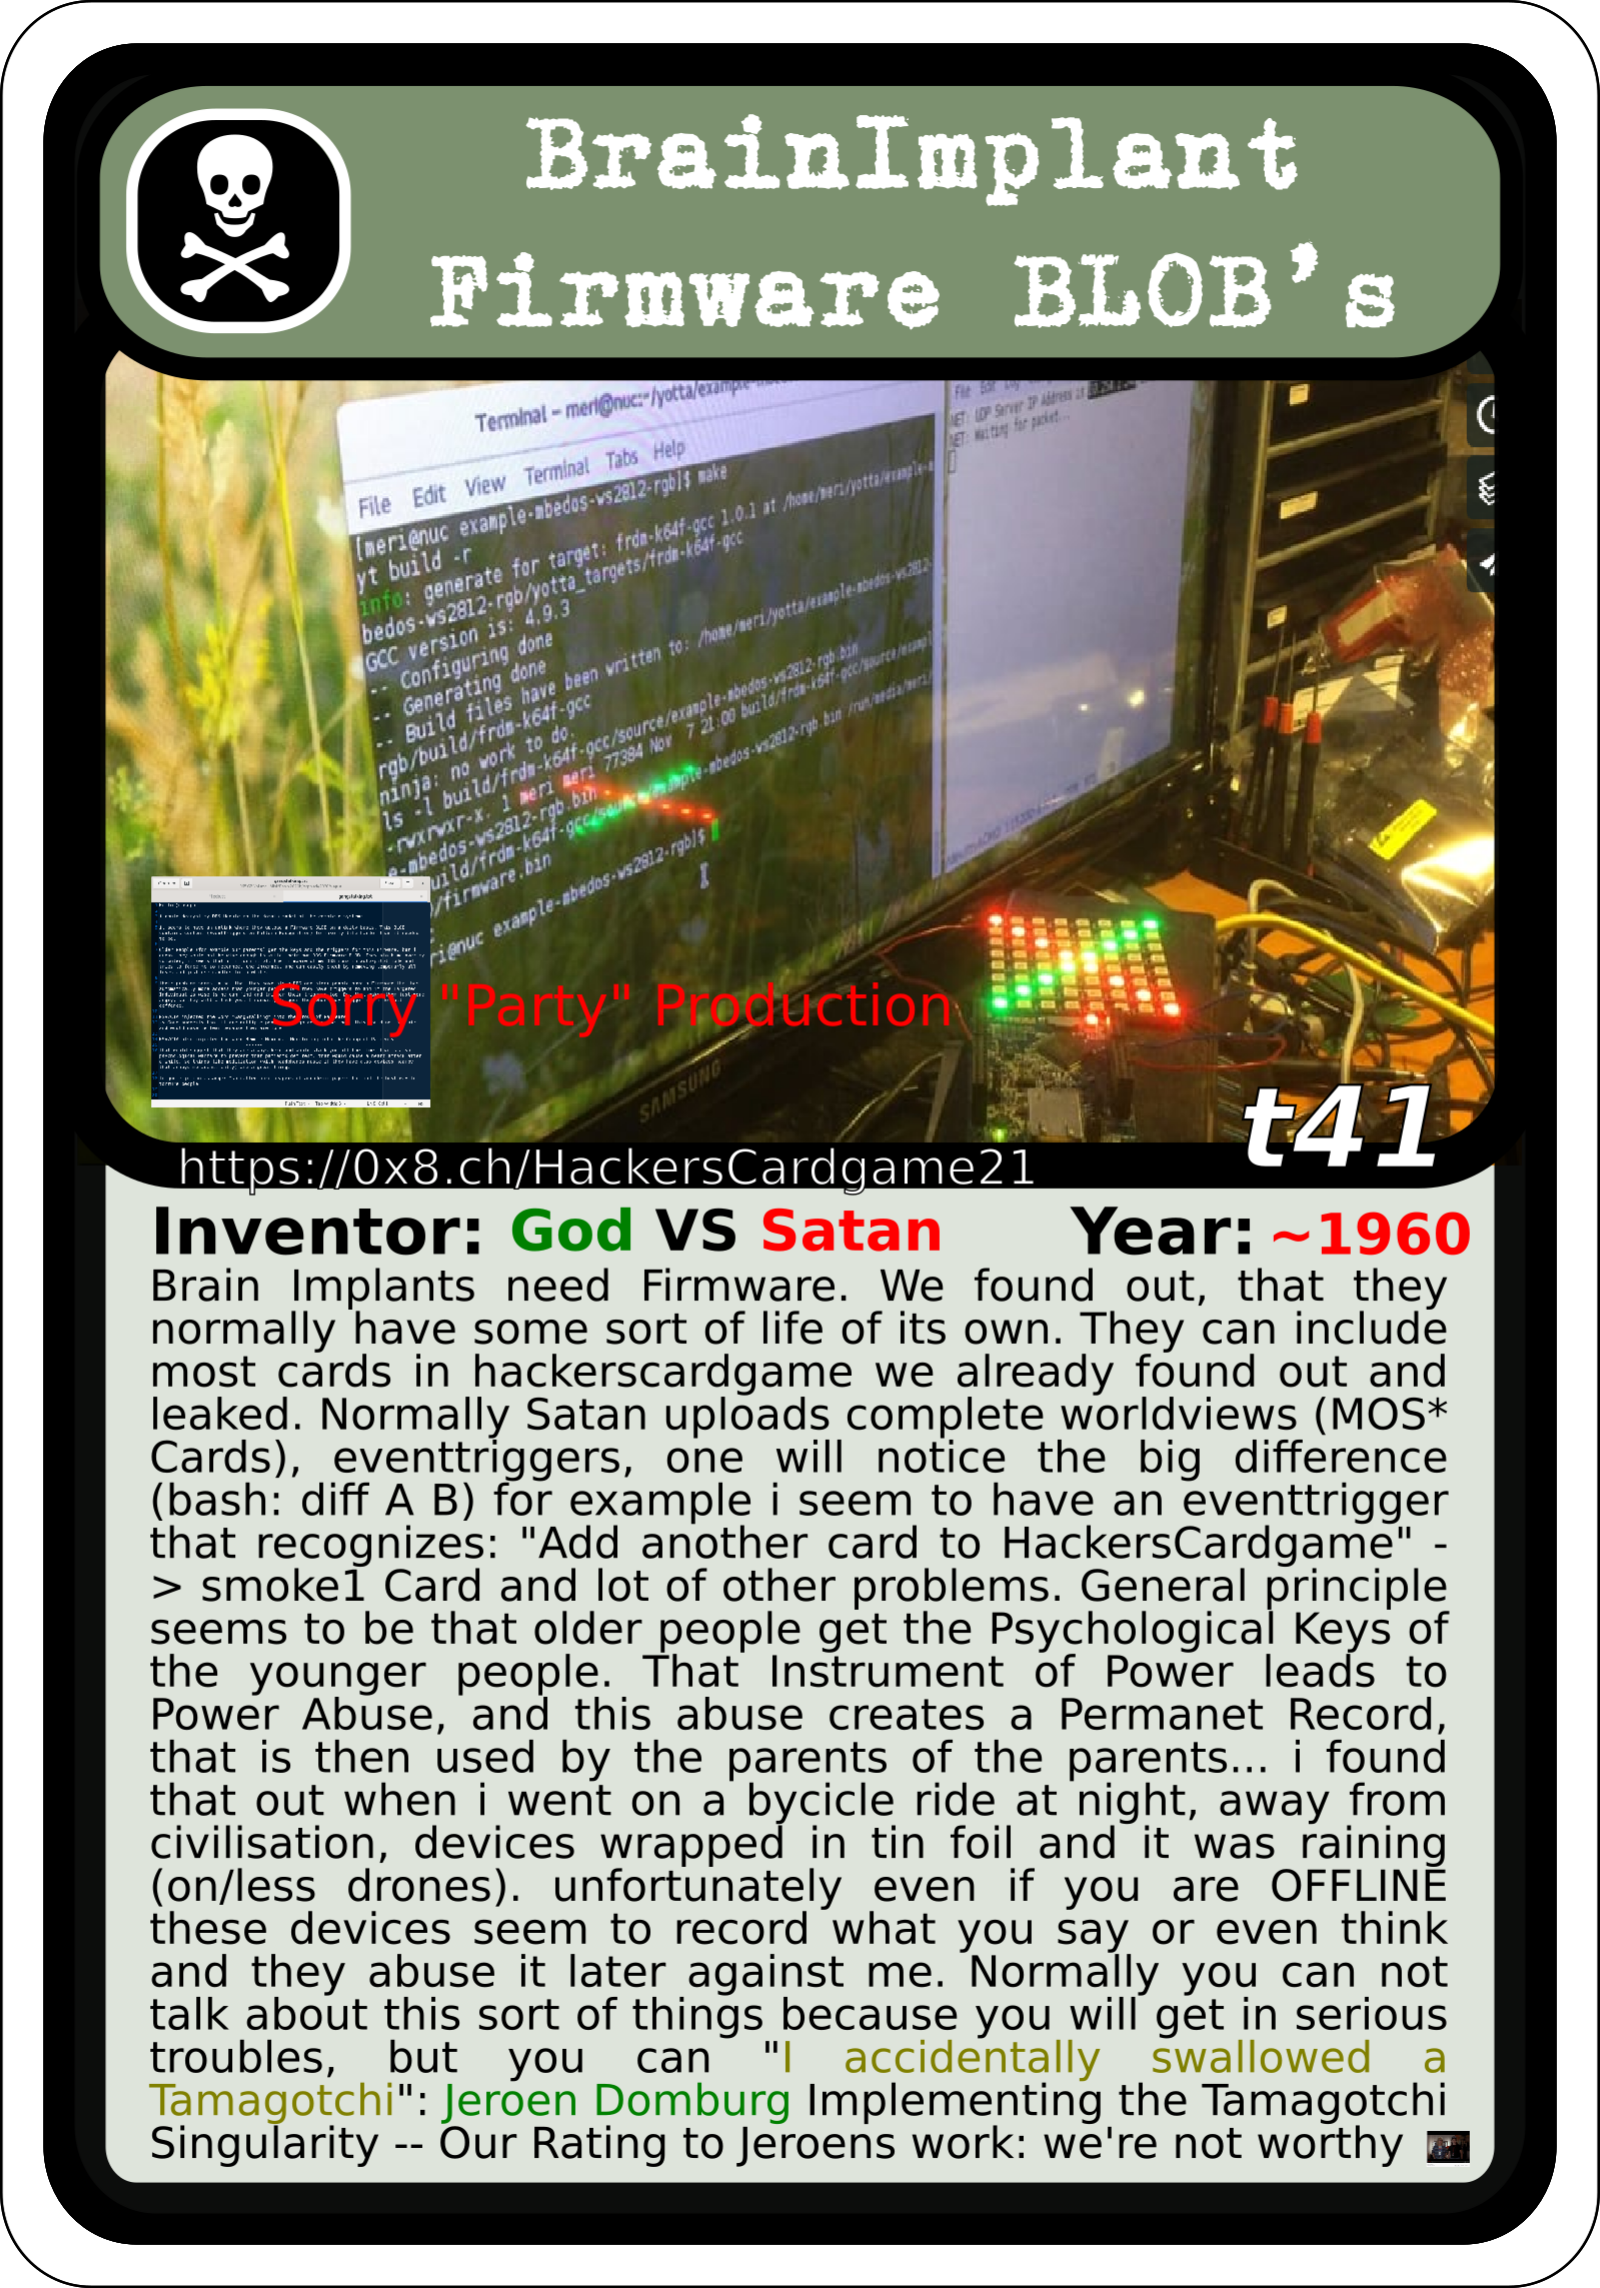 BrainImplant
Firmware BLOB's
Terminal - meri@nuc:~/yotta/example-
File Edit View Terminal Tabs Help
[meri@nuc example-mbedos-ws2812-rgb]$ make
yt build -r
info: generate for target: frdm-k64f-gcc 1.0.1 at /home/meri/yotta/example-
bedos-ws2812-rgb/yotta_targets/frdm-k64f-gcc
GCC version is: 4.9.3
-- Configuring done
-- Generating done
-- Build files have been written to: /home/meri/yotta/example-mbedos-ws2812-
rgb/build/frdm-k64f-gcc
ninja: no work to do.
ls -l build/frdm-k64f-gcc/source/example-mbedos-ws2812-rgb.bin
-rwxrwxr-x. 1 meri meri 77384 Nov 7 21:00 build/frdm-k64f-gcc/source/exampl
e-mbedos-ws2812-rgb.bin
uild/frdm-k64f-gcc/source/example-mbedos-ws2812-rgb.bin /run/media/meri/
/firmware.bin
ri@nuc example-mbedos-ws2812-rgb]$
File Edit
NET: UDP Server IP Address is
NET: Waiting for packet...
SAMSUNG
Sorry "Party" Production
t41
https://0x8.ch/HackersCardgame21
Inventor: God VS Satan Year: ~1960
Brain Implants need Firmware. We found out, that they
normally have some sort of life of its own. They can include
most cards in hackerscardgame we already found out and
leaked. Normally Satan uploads complete worldviews (MOS*
Cards), eventtriggers, one will notice the big difference
(bash: diff A B) for example i seem to have an eventtrigger
that recognizes: "Add another card to HackersCardgame" -
> smoke1 Card and lot of other problems. General principle
seems to be that older people get the Psychological Keys of
the younger people. That Instrument of Power leads to
Power Abuse, and this abuse creates a Permanet Record,
that is then used by the parents of the parents... i found
that out when i went on a bycicle ride at night, away from
civilisation, devices wrapped in tin foil and it was raining
(on/less drones). unfortunately even if you are OFFLINE
these devices seem to record what you say or even think
and they abuse it later against me. Normally you can not
talk about this sort of things because you will get in serious
troubles, but you can "I accidentally swallowed a
Tamagotchi": Jeroen Domburg Implementing the Tamagotchi
Singularity -- Our Rating to Jeroens work: we're not worthy